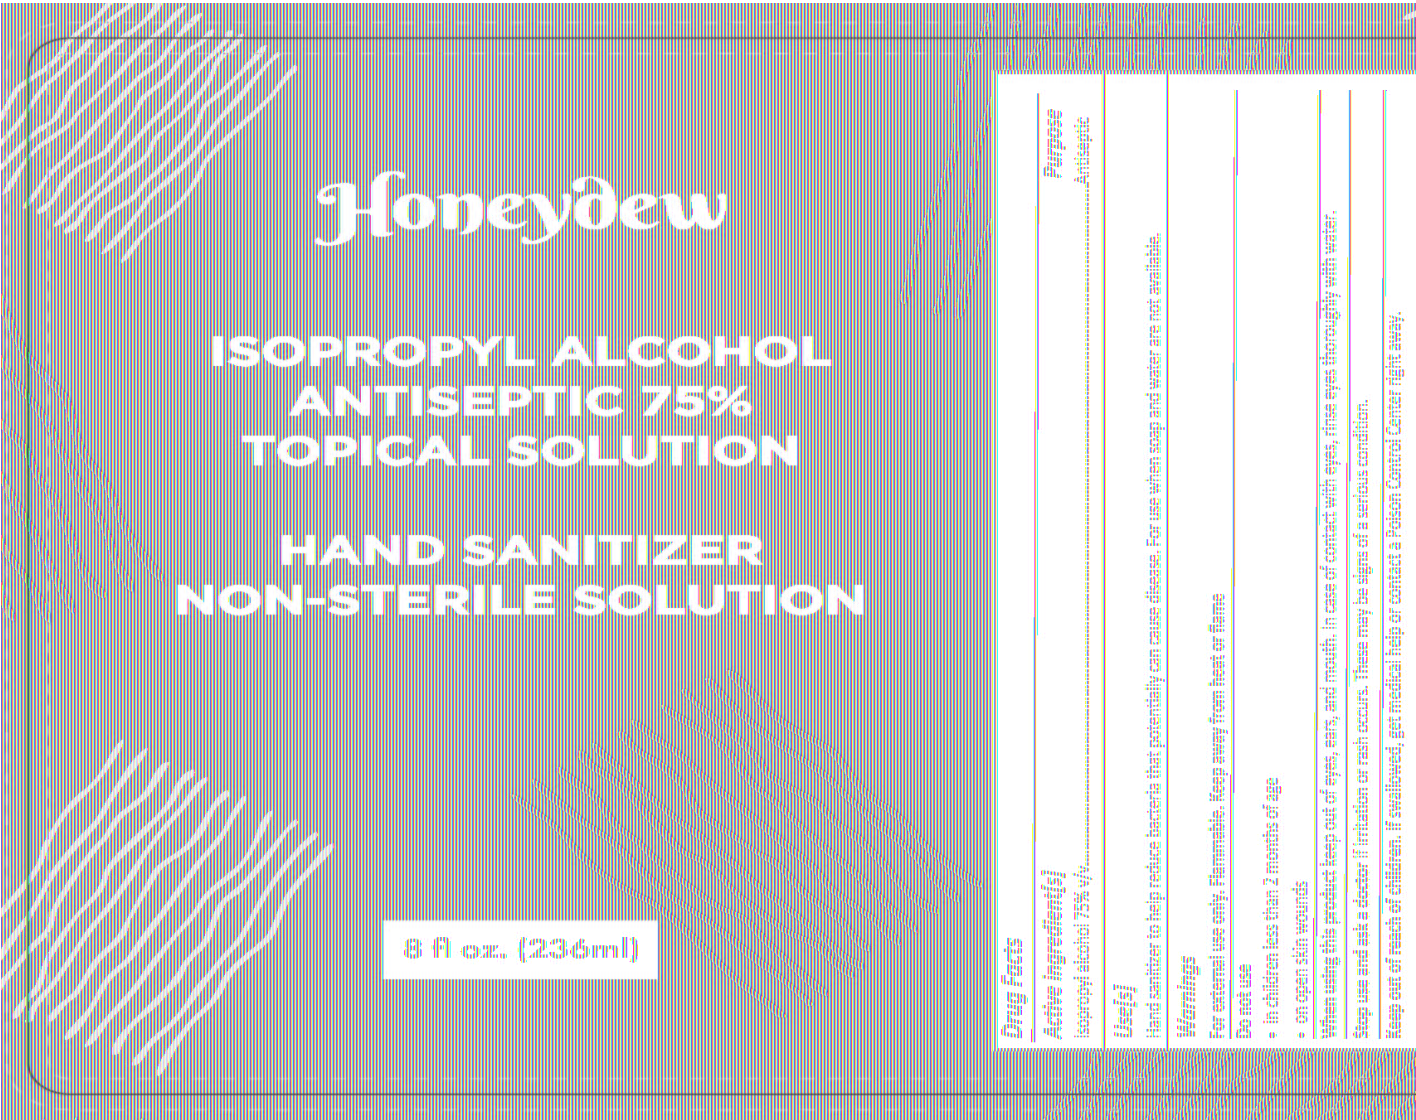 Honeydew
ISOPROPYL ALCOHOL
ANTISEPTIC 75%
TOPICAL SOLUTION
HAND SANITIZER
NON-STERILE SOLUTION
8 fl oz. (236ml)
Drug Facts
Active Ingredient(s) Purpose
Isopropyl alcohol 75% v/v Antiseptic
Use[s]
Hand Sanitizer to help reduce bacteria that potentially can cause disease. For use when soap and water are not available.
Warnings
For external use only. Flammable. Keep away from heat or flame
Do not use
in children less than 2 months of age
on open skin wounds
When using this product keep out of eyes, ears, and mouth. In case of contact with eyes, rinse eyes thoroughly with water.
Stop use and ask a doctor if irritation or rash occurs. These may be signs of a serious condition.
Keep out of reach of children. If swallowed, get medical help or contact a Poison Control Center right away.